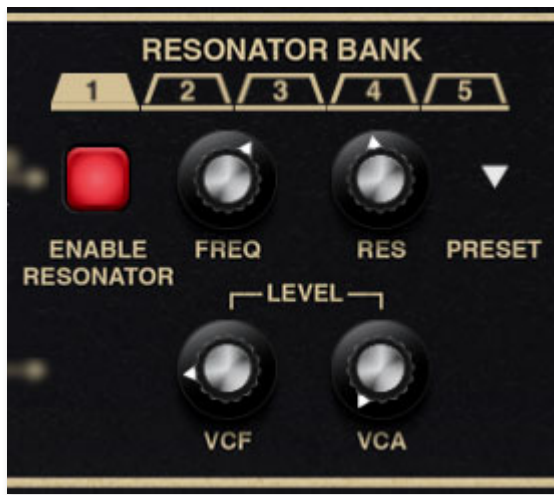 RESONATOR BANK
1 2 3 4 5
ENABLE RESONATOR
FREQ
RES
PRESET
LEVEL
VCF
VCA